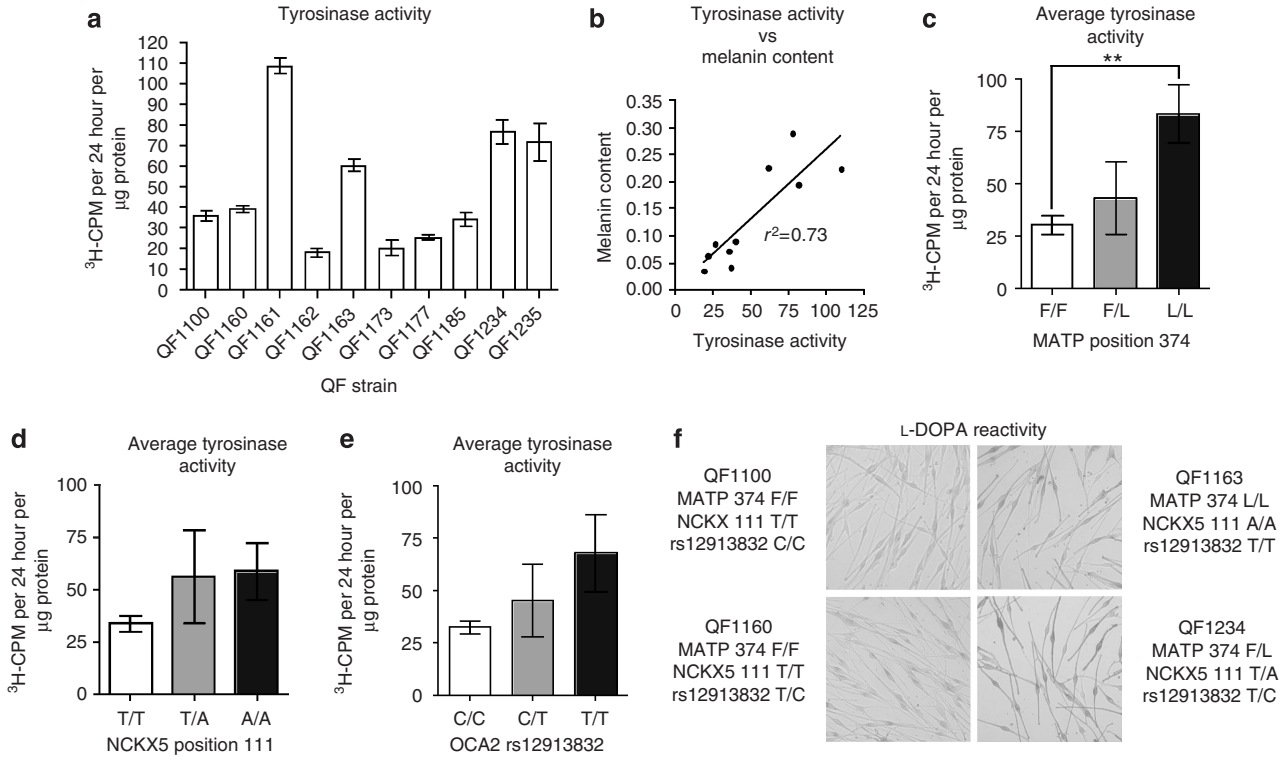 a
Tyrosinase activity
³H-CPM per 24 hour per
µg protein
120
110
100
90
80
70
60
50
40
30
20
10
0
QF1100
QF1160
QF1161
QF1162
QF1163
QF1173
QF1177
QF1185
QF1234
QF1235
QF strain
b
Tyrosinase activity
vs
melanin content
Melanin content
0.35
0.30
0.25
0.20
0.15
0.10
0.05
0.00
r²=0.73
0 25 50 75 100 125
Tyrosinase activity
c
Average tyrosinase
activity
**
³H-CPM per 24 hour per
µg protein
100
75
50
25
0
F/F F/L L/L
MATP position 374
d
Average tyrosinase
activity
³H-CPM per 24 hour per
µg protein
100
75
50
25
0
T/T T/A A/A
NCKX5 position 111
e
Average tyrosinase
activity
³H-CPM per 24 hour per
µg protein
100
75
50
25
0
C/C C/T T/T
OCA2 rs12913832
f
L-DOPA reactivity
QF1100
MATP 374 F/F
NCKX 111 T/T
rs12913832 C/C
QF1163
MATP 374 L/L
NCKX5 111 A/A
rs12913832 T/T
QF1160
MATP 374 F/F
NCKX5 111 T/T
rs12913832 T/C
QF1234
MATP 374 F/L
NCKX5 111 T/A
rs12913832 T/C